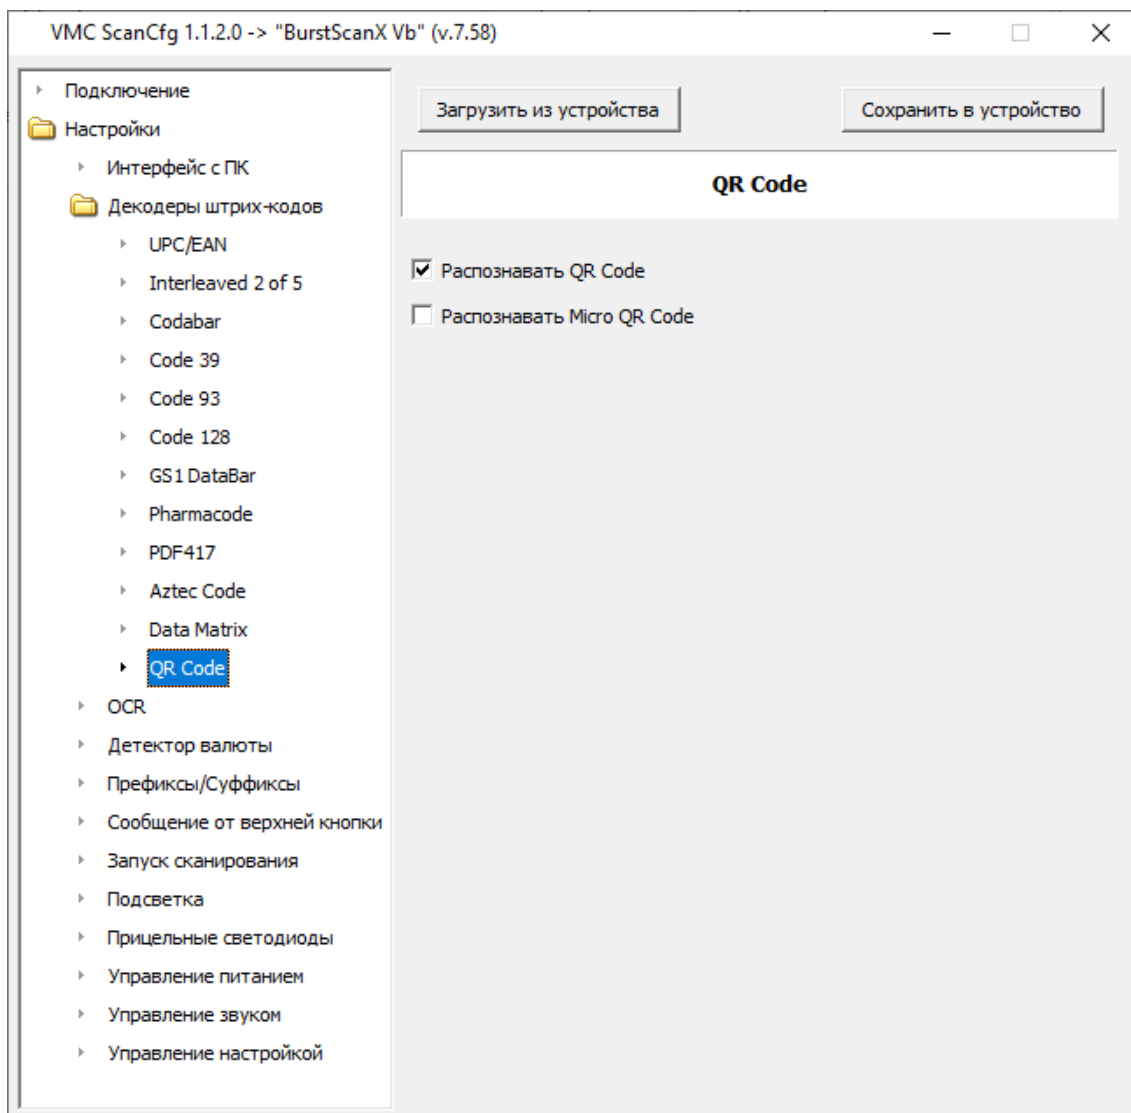 VMC ScanCfg 1.1.2.0 -> "BurstScanX Vb" (v.7.58)
Подключение
Настройки
Интерфейс с ПК
Декодеры штрих-кодов
UPC/EAN
Interleaved 2 of 5
Codabar
Code 39
Code 93
Code 128
GS1 DataBar
Pharmacode
PDF417
Aztec Code
Data Matrix
QR Code
OCR
Детектор валюты
Префиксы/Суффиксы
Сообщение от верхней кнопки
Запуск сканирования
Подсветка
Прицельные светодиоды
Управление питанием
Управление звуком
Управление настройкой
Загрузить из устройства
Сохранить в устройство
QR Code
Распознавать QR Code
Распознавать Micro QR Code